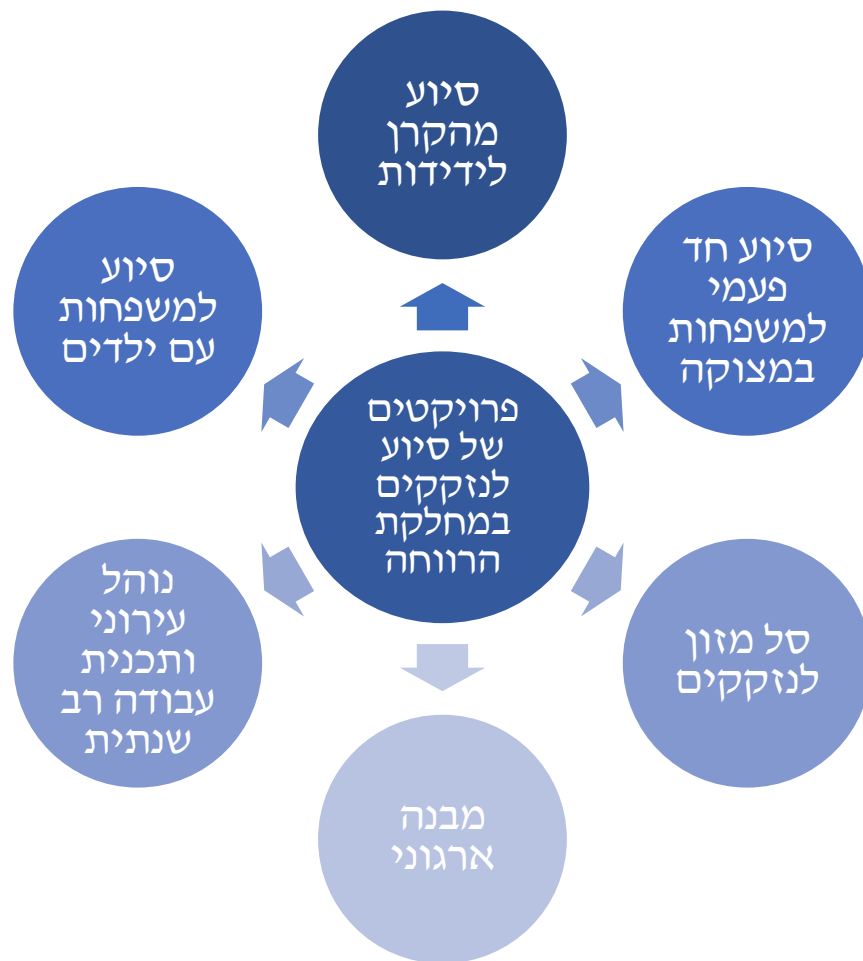 סיוע
מהקרן
לידידות
סיוע חד
פעמי
למשפחות
במצוקה
סל מזון
לנזקקים
מבנה
ארגוני
נוהל
עירוני
ותכנית
עבודה רב
שנתית
סיוע
למשפחות
עם ילדים
פרויקטים
של סיוע
לנזקקים
במחלקת
הרווחה